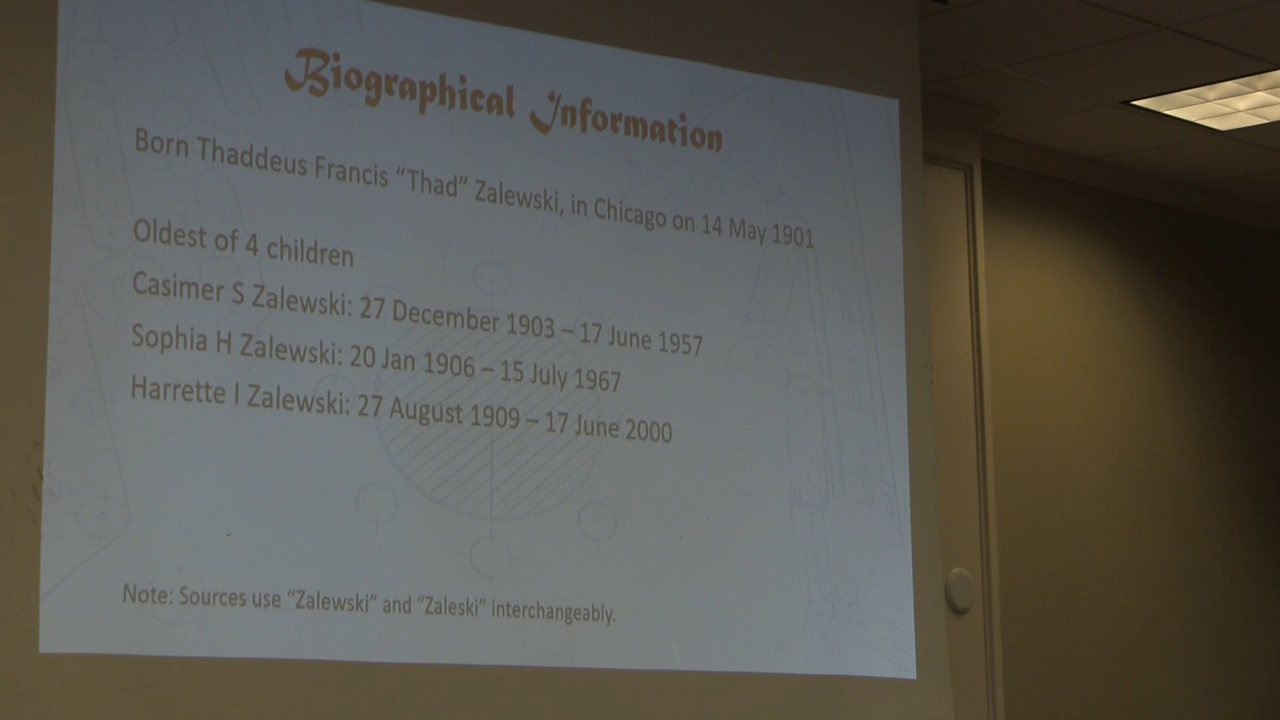 Biographical Information
Born Thaddeus Francis “Thad” Zalewski, in Chicago on 14 May 1901
Oldest of 4 children
Casimer S Zalewski: 27 December 1903 – 17 June 1957
Sophia H Zalewski: 20 Jan 1906 – 15 July 1967
Harrette I Zalewski: 27 August 1909 – 17 June 2000
Note: Sources use “Zalewski” and “Zaleski” interchangeably.